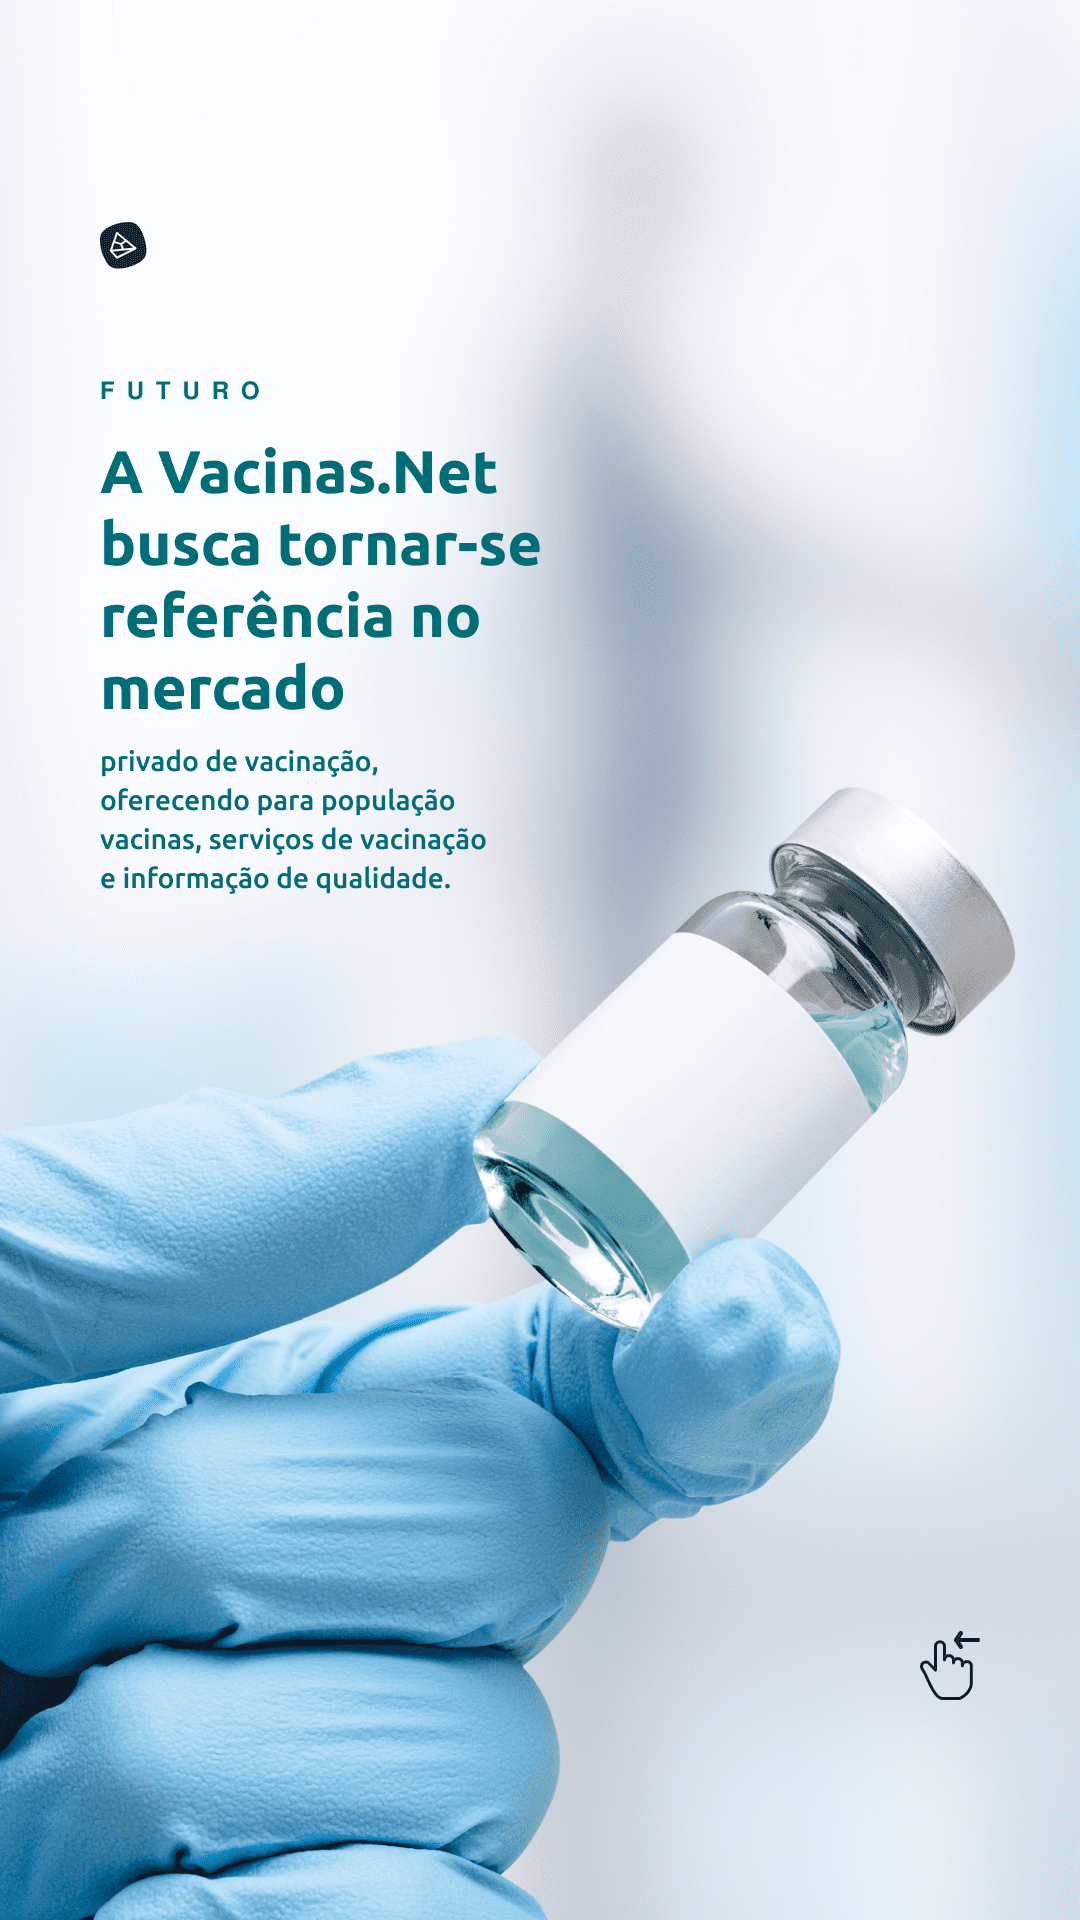 FUTURO
A Vacinas.Net
busca tornar-se
referência no
mercado
privado de vacinação,
oferecendo para população
vacinas, serviços de vacinação
e informação de qualidade.